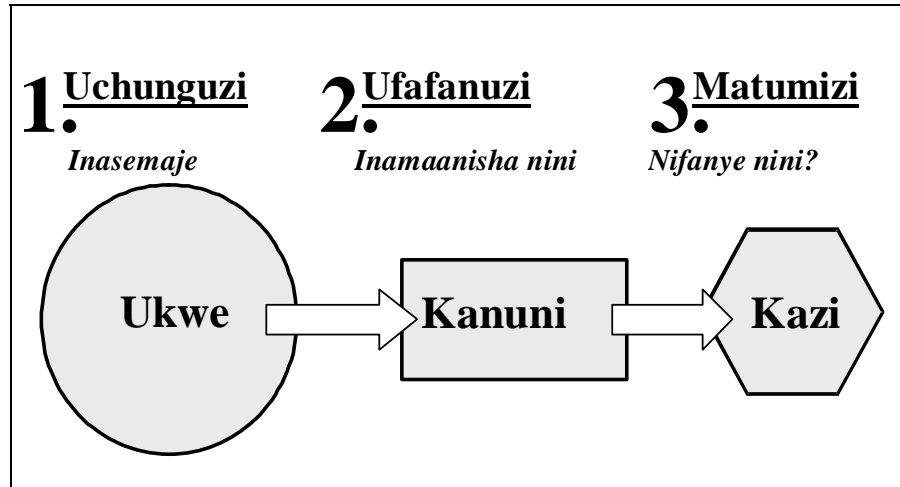 1. Uchunguzi
Inasemaje
Ukwe
2. Ufafanuzi
Inamaanisha nini
Kanuni
3. Matumizi
Nifanye nini?
Kazi